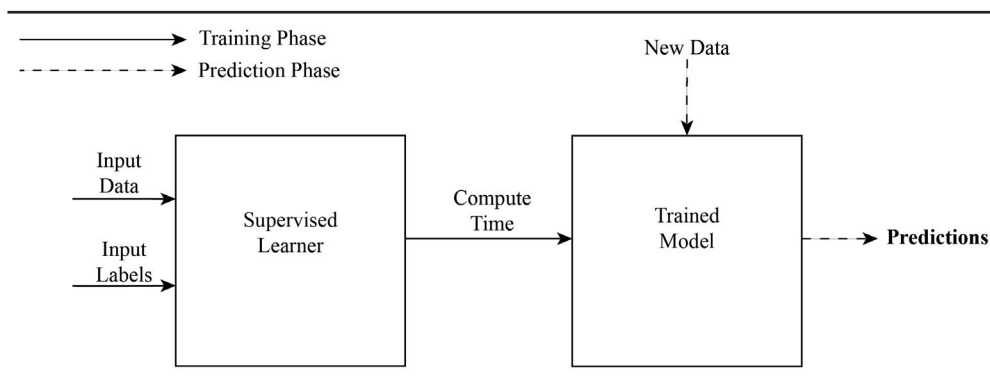 Training Phase
Prediction Phase
New Data
Input
Data
Input
Labels
Supervised
Learner
Compute
Time
Trained
Model
Predictions